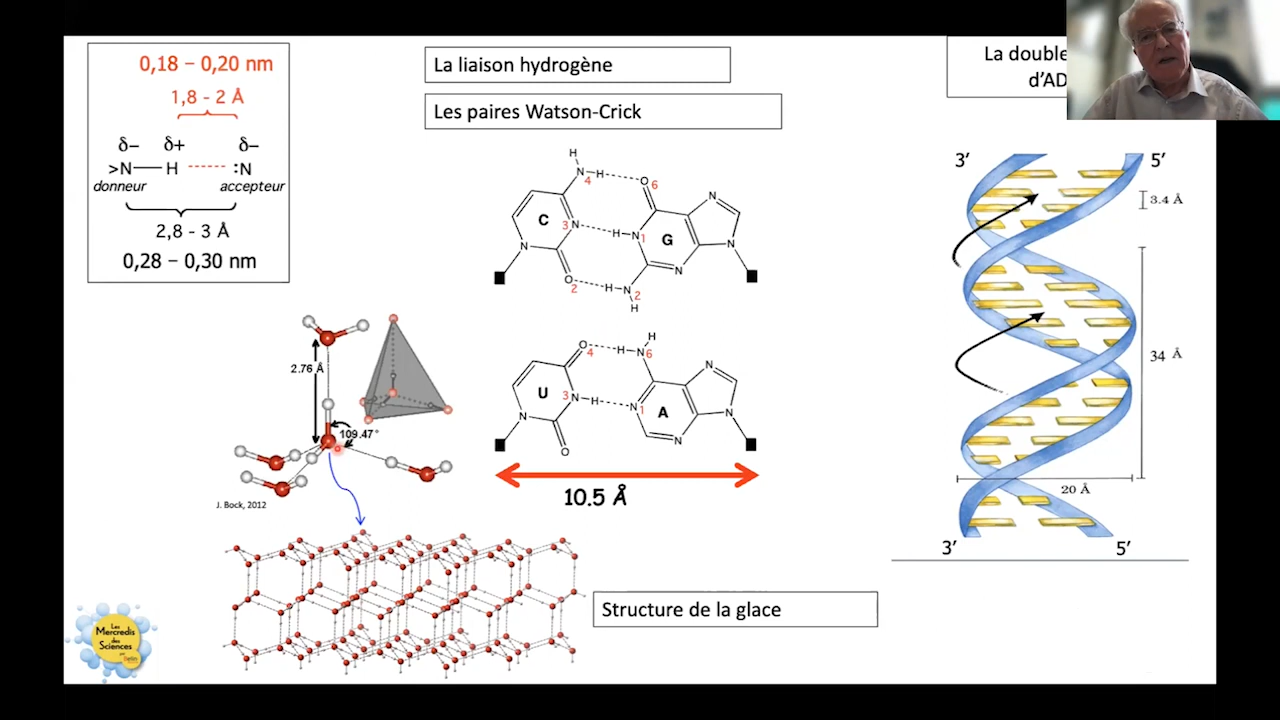 0,18 – 0,20 nm
1,8 - 2 Å
δ– δ+ δ–
>N H :N
donneur accepteur
2,8 - 3 Å
0,28 – 0,30 nm
La liaison hydrogène
Les paires Watson-Crick
La double
d'AD
H
N H O
4 6
N
C N H N
3 1 G
N N N
O H N
2 2
H
H
O H N
4 6
N
U N H N
3 1 A
N N N
O
10.5 Å
2.76 Å
109.47°
J. Bock, 2012
3' 5'
3.4 Å
34 Å
20 Å
3' 5'
Structure de la glace
Les
Mercredis
des
Sciences